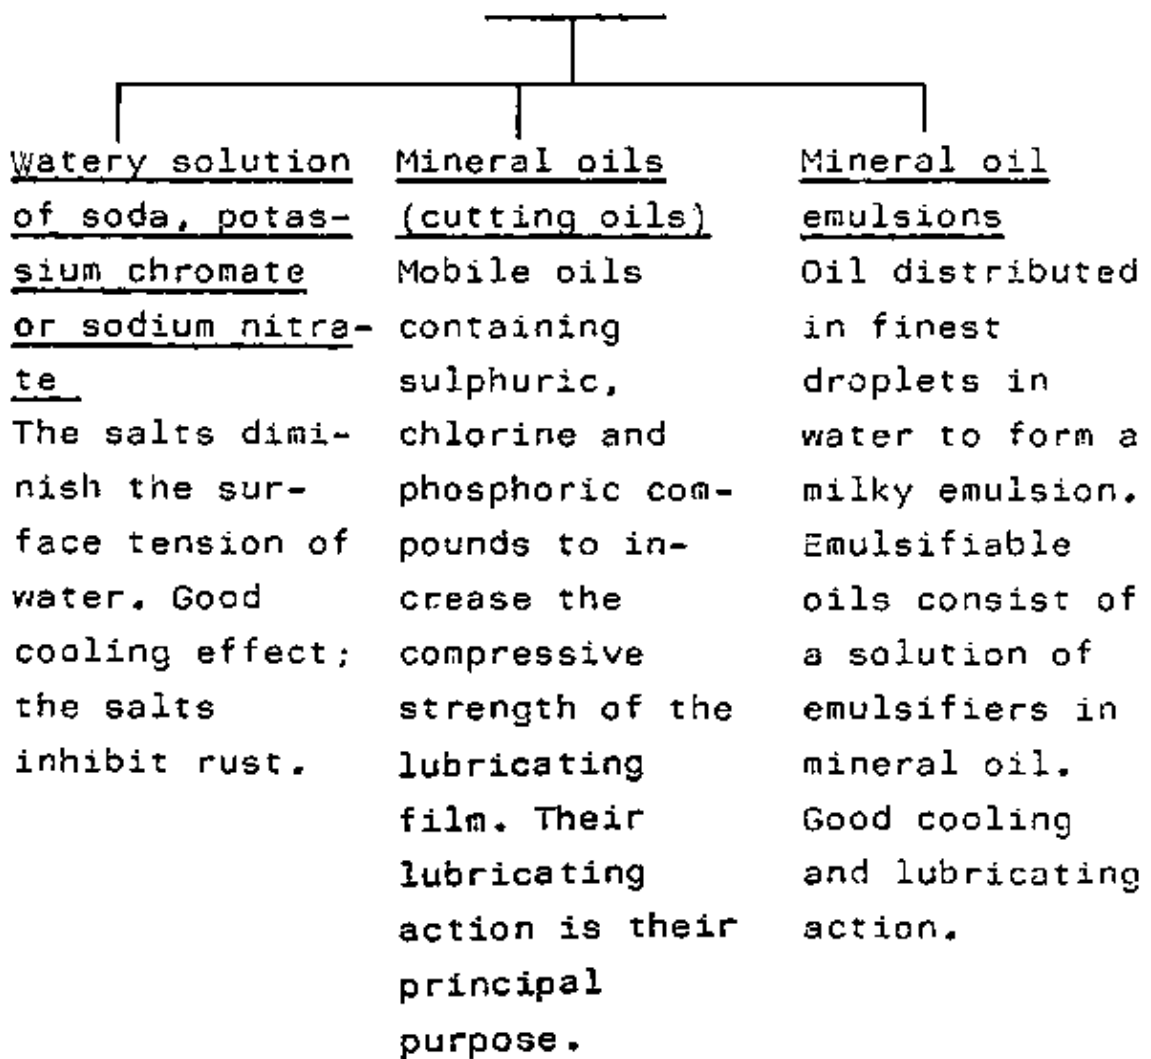 Watery solution
of soda, potas-
sium chromate
or sodium nitra-
te
The salts dimi-
nish the sur-
face tension of
water. Good
cooling effect;
the salts
inhibit rust.
Mineral oils
(cutting oils)
Mobile oils
containing
sulphuric,
chlorine and
phosphoric com-
pounds to in-
crease the
compressive
strength of the
lubricating
film. Their
lubricating
action is their
principal
purpose.
Mineral oil
emulsions
Oil distributed
in finest
droplets in
water to form a
milky emulsion.
Emulsifiable
oils consist of
a solution of
emulsifiers in
mineral oil.
Good cooling
and lubricating
action.